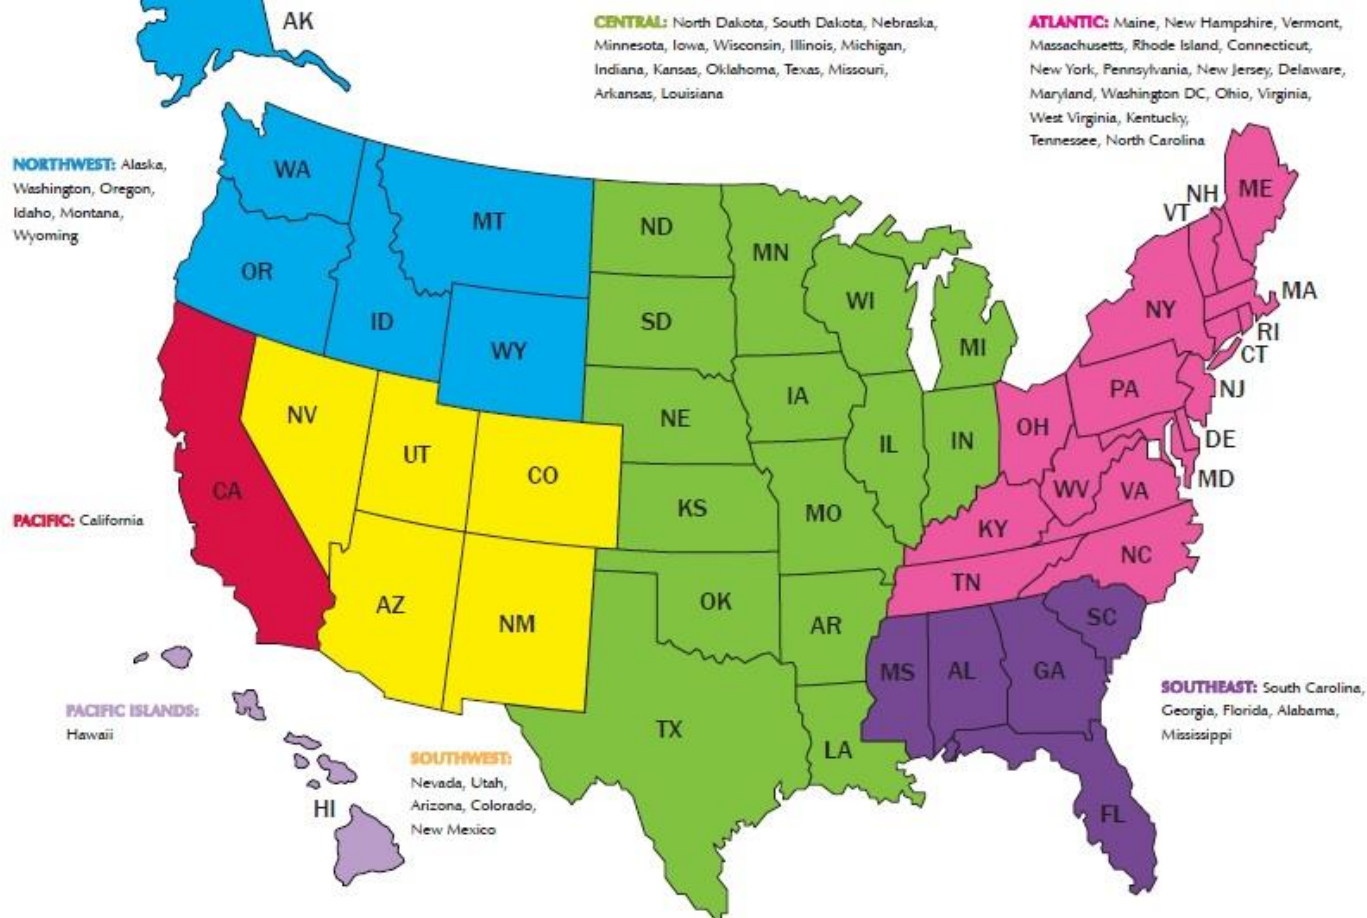 AK
CENTRAL: North Dakota, South Dakota, Nebraska,
Minnesota, Iowa, Wisconsin, Illinois, Michigan,
Indiana, Kansas, Oklahoma, Texas, Missouri,
Arkansas, Louisiana
ATLANTIC: Maine, New Hampshire, Vermont,
Massachusetts, Rhode Island, Connecticut,
New York, Pennsylvania, New Jersey, Delaware,
Maryland, Washington DC, Ohio, Virginia,
West Virginia, Kentucky,
Tennessee, North Carolina
NORTHWEST: Alaska,
Washington, Oregon,
Idaho, Montana,
Wyoming
WA
MT
ND
MN
VT
NH
ME
OR
ID
WY
SD
WI
MI
NY
MA
RI
CT
NV
UT
CO
NE
IA
IL
IN
OH
PA
NJ
DE
MD
CA
KS
MO
KY
WV
VA
PACIFIC: California
AZ
NM
OK
AR
TN
NC
SC
MS
AL
GA
SOUTHEAST: South Carolina,
Georgia, Florida, Alabama,
Mississippi
PACIFIC ISLANDS:
Hawaii
TX
LA
SOUTHWEST:
Nevada, Utah,
Arizona, Colorado,
New Mexico
HI
FL